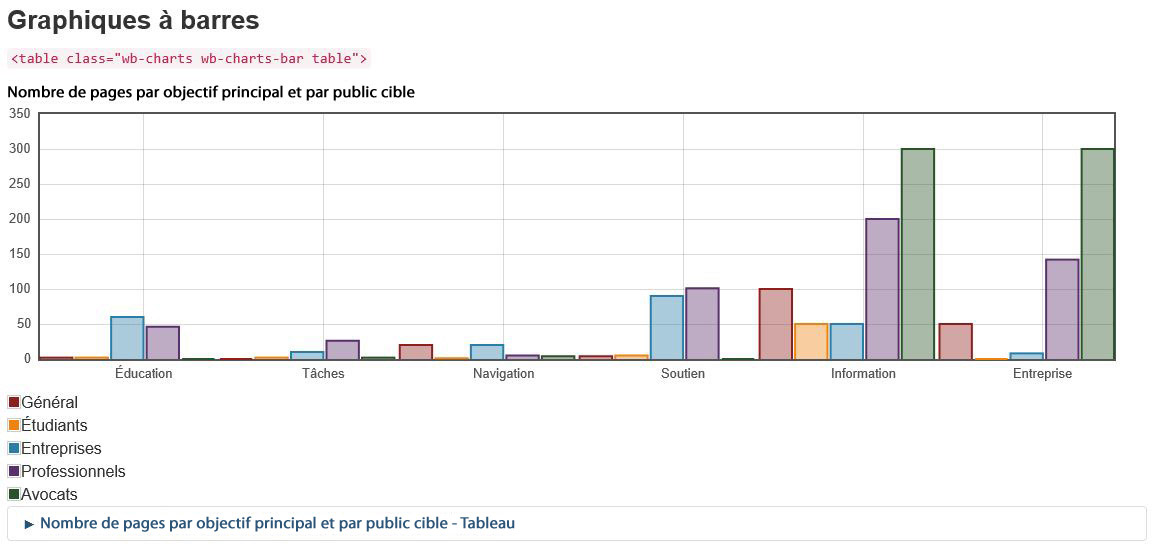 Graphiques à barres
<table class="wb-charts wb-charts-bar table">
Nombre de pages par objectif principal et par public cible
350
300
250
200
150
100
50
0
Éducation Tâches Navigation Soutien Information Entreprise
Général
Étudiants
Entreprises
Professionnels
Avocats
► Nombre de pages par objectif principal et par public cible - Tableau